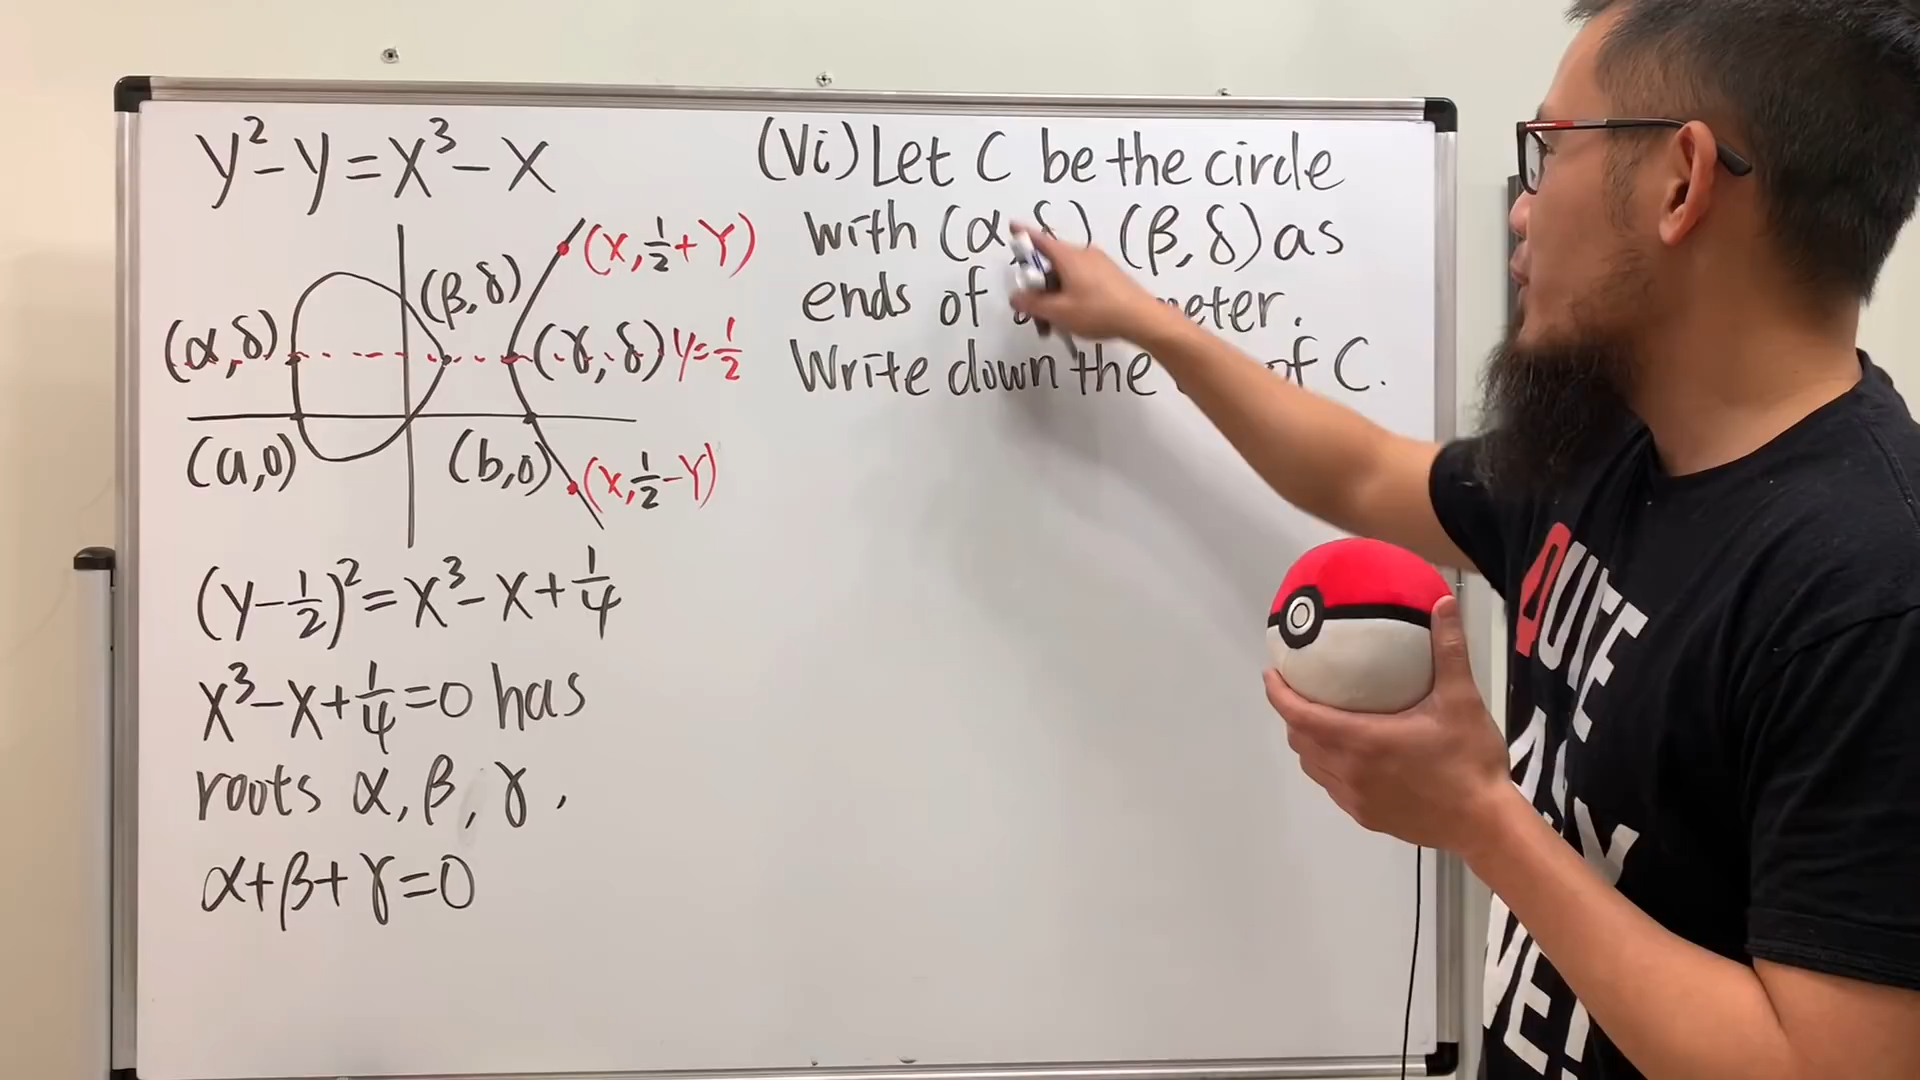 y²-y=x³-x
(x,½+Y)
(β,δ)
(α,δ)
(γ,δ) y=½
(a,0)
(b,0)
(x,½-Y)
(y-½)²=x³-x+¼
x³-x+¼=0 has
roots α,β,γ,
α+β+γ=0
(Vi) Let C be the circle
with (α,δ) (β,δ) as
ends of
Write down the of C.
QUITE